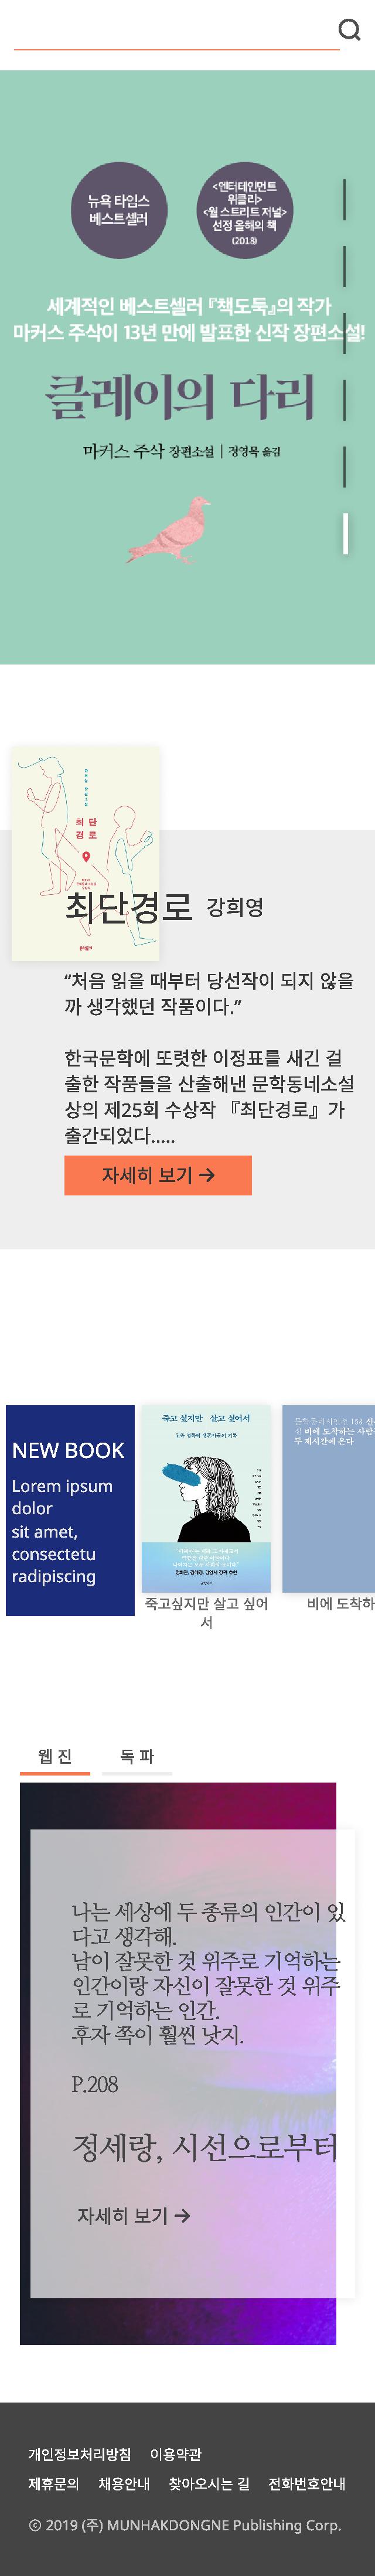 뉴욕 타임스
베스트셀러
<엔터테인먼트
위클리>
<월 스트리트 저널>
선정 올해의 책
(2018)
세계적인 베스트셀러 『책도둑』의 작가
마커스 주삭이 13년 만에 발표한 신작 장편소설!
클레이의 다리
마커스 주삭 장편소설 | 정영목 옮김
최단
경로
최단경로 강희영
“처음 읽을 때부터 당선작이 되지 않을
까 생각했던 작품이다.”
한국문학에 또렷한 이정표를 새긴 걸
출한 작품들을 산출해낸 문학동네소설
상의 제25회 수상작 『최단경로』가
출간되었다.....
자세히 보기 →
NEW BOOK
Lorem ipsum
dolor
sit amet,
consectetu
radipiscing
죽고 싶지만 살고 싶어서
죽고싶지만 살고 싶어
서
비에 도착하는 사람
두 제시간에 온다
비에 도착하
웹 진 독 파
나는 세상에 두 종류의 인간이 있
다고 생각해.
남이 잘못한 것 위주로 기억하는
인간이랑 자신이 잘못한 것 위주
로 기억하는 인간.
후자 쪽이 훨씬 낫지.
P.208
정세랑, 시선으로부터
자세히 보기 →
개인정보처리방침 이용약관
제휴문의 채용안내 찾아오시는 길 전화번호안내
ⓒ 2019 (주) MUNHAKDONGNE Publishing Corp.